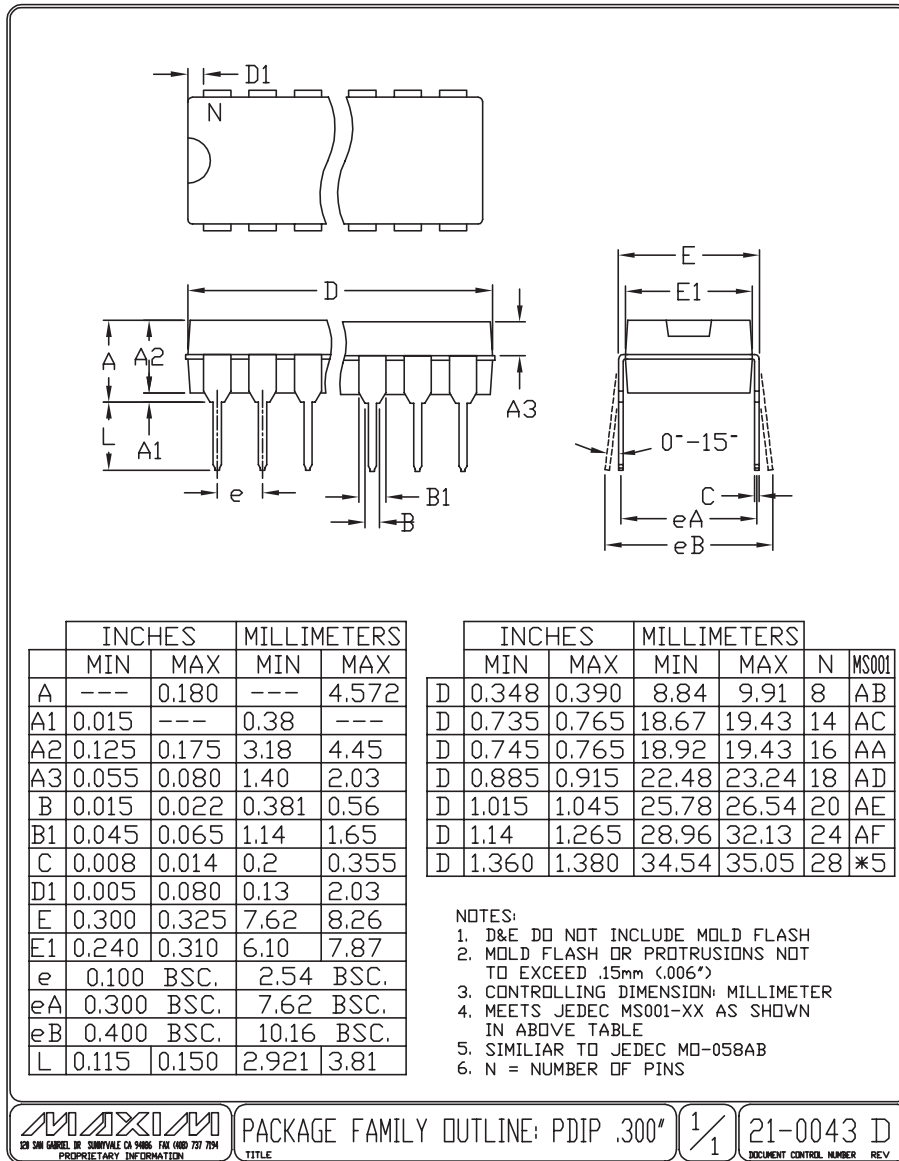 D1
N
D
E
E1
A
A2
A3
L
A1
0°-15°
e
B1
B
C
eA
eB
INCHES MILLIMETERS
MIN MAX MIN MAX
A --- 0.180 --- 4.572
A1 0.015 --- 0.38 ---
A2 0.125 0.175 3.18 4.45
A3 0.055 0.080 1.40 2.03
B 0.015 0.022 0.381 0.56
B1 0.045 0.065 1.14 1.65
C 0.008 0.014 0.2 0.355
D1 0.005 0.080 0.13 2.03
E 0.300 0.325 7.62 8.26
E1 0.240 0.310 6.10 7.87
e 0.100 BSC. 2.54 BSC.
eA 0.300 BSC. 7.62 BSC.
eB 0.400 BSC. 10.16 BSC.
L 0.115 0.150 2.921 3.81
INCHES MILLIMETERS
MIN MAX MIN MAX N MS001
D 0.348 0.390 8.84 9.91 8 AB
D 0.735 0.765 18.67 19.43 14 AC
D 0.745 0.765 18.92 19.43 16 AA
D 0.885 0.915 22.48 23.24 18 AD
D 1.015 1.045 25.78 26.54 20 AE
D 1.14 1.265 28.96 32.13 24 AF
D 1.360 1.380 34.54 35.05 28 *5
NOTES:
1. D&E DO NOT INCLUDE MOLD FLASH
2. MOLD FLASH OR PROTRUSIONS NOT
TO EXCEED .15mm (.006")
3. CONTROLLING DIMENSION: MILLIMETER
4. MEETS JEDEC MS001-XX AS SHOWN
IN ABOVE TABLE
5. SIMILIAR TO JEDEC MO-058AB
6. N = NUMBER OF PINS
MAXIM
120 SAN GABRIEL DR SUNNYVALE CA 94086 FAX (408) 737 7194
PROPRIETARY INFORMATION
PACKAGE FAMILY OUTLINE: PDIP .300"
TITLE
1/1
21-0043 D
DOCUMENT CONTROL NUMBER REV